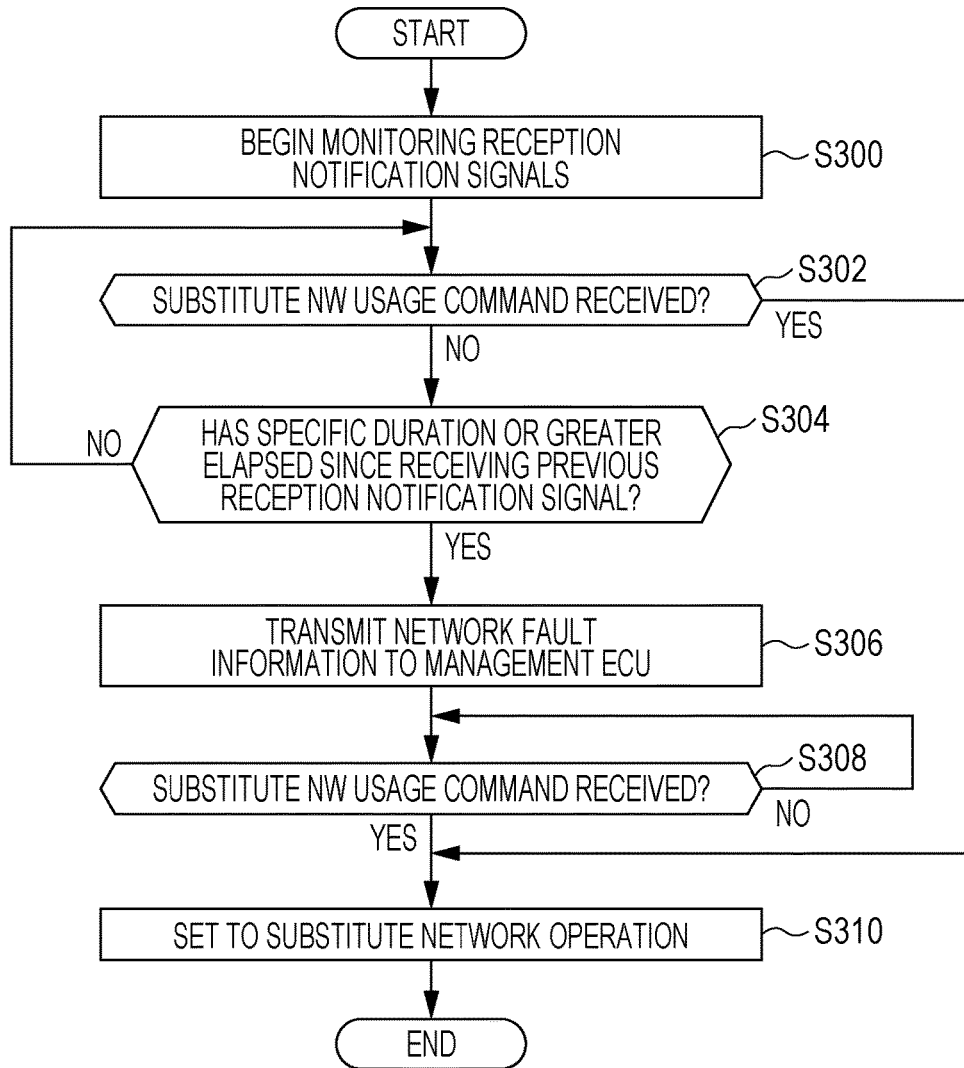 START
BEGIN MONITORING RECEPTION
NOTIFICATION SIGNALS
S300
SUBSTITUTE NW USAGE COMMAND RECEIVED?
S302
YES
NO
HAS SPECIFIC DURATION OR GREATER
ELAPSED SINCE RECEIVING PREVIOUS
RECEPTION NOTIFICATION SIGNAL?
S304
NO
YES
TRANSMIT NETWORK FAULT
INFORMATION TO MANAGEMENT ECU
S306
SUBSTITUTE NW USAGE COMMAND RECEIVED?
S308
NO
YES
SET TO SUBSTITUTE NETWORK OPERATION
S310
END